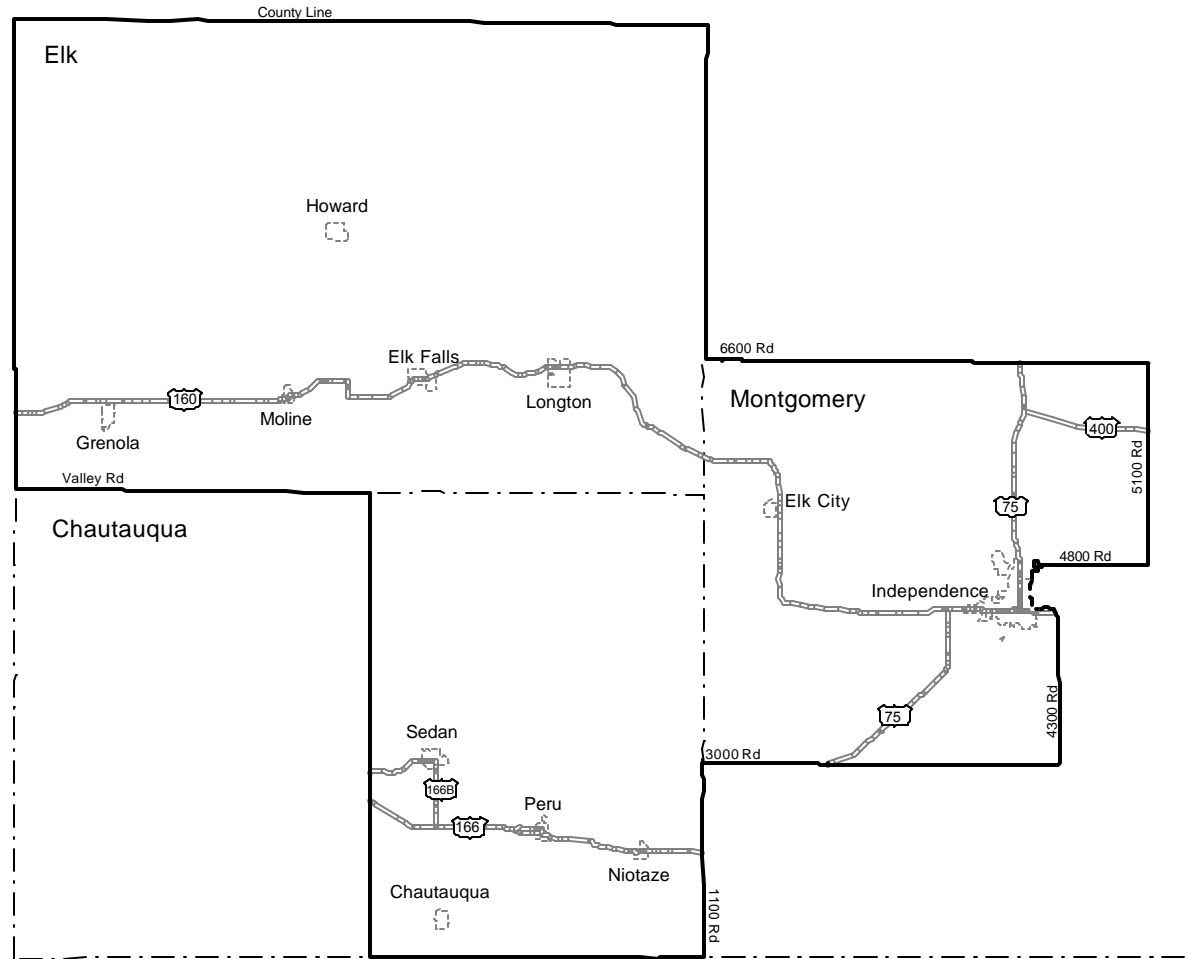 County Line
Elk
Howard
6600 Rd
Elk Falls
160
Longton
Montgomery
Moline
Grenola
400
5100 Rd
Valley Rd
Elk City
75
Chautauqua
4800 Rd
Independence
4300 Rd
75
Sedan
3000 Rd
166B
Peru
166
Niotaze
Chautauqua
1100 Rd